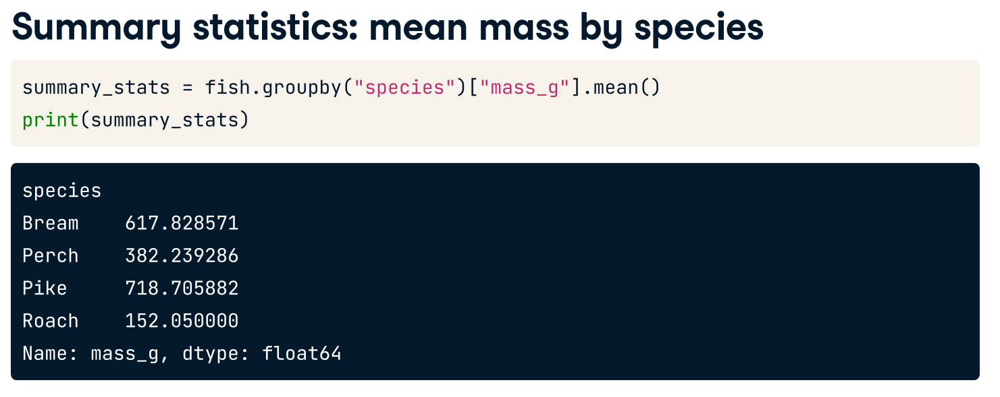 Summary statistics: mean mass by species
summary_stats = fish.groupby("species")["mass_g"].mean()
print(summary_stats)
species
Bream    617.828571
Perch    382.239286
Pike     718.705882
Roach    152.050000
Name: mass_g, dtype: float64